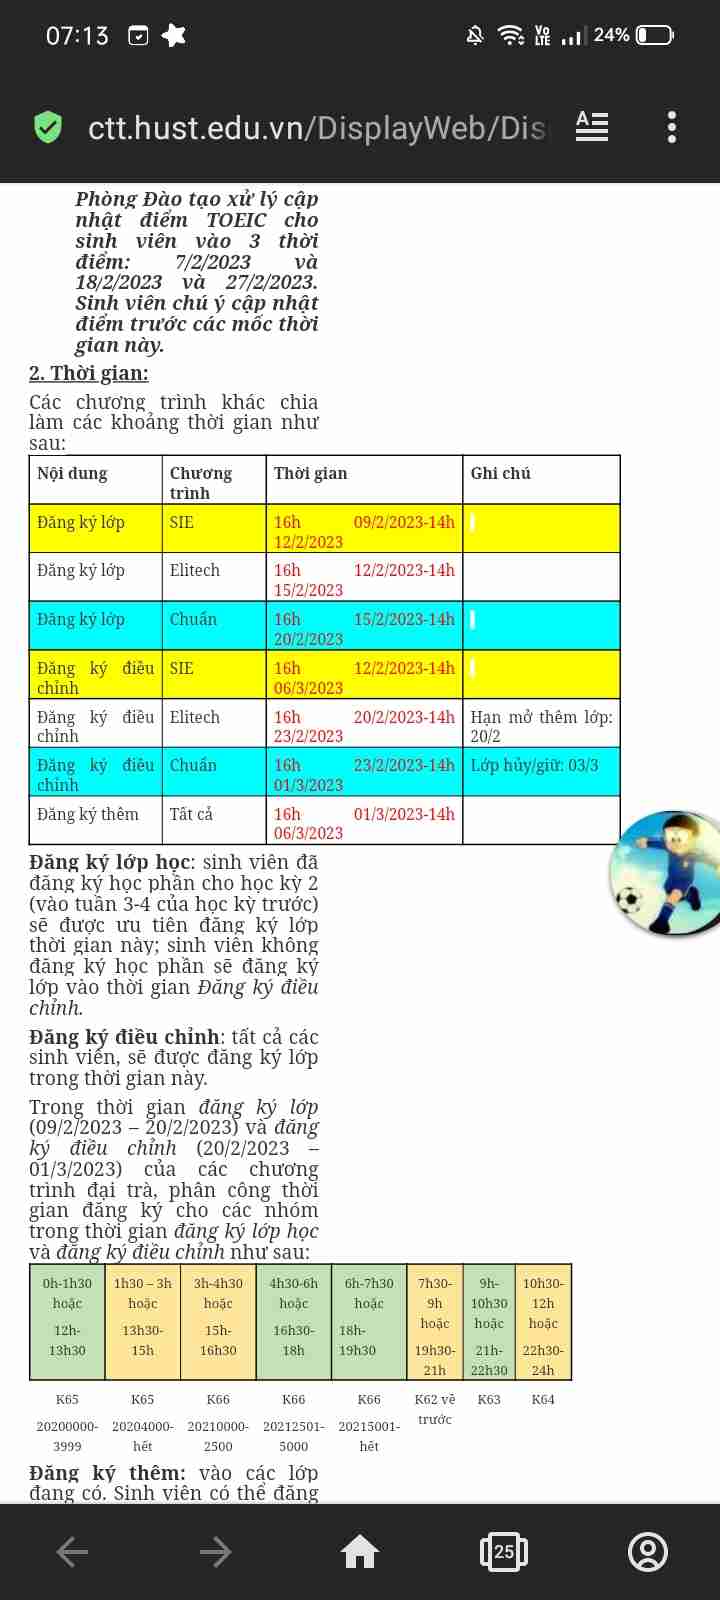 07:13
Vo
LTE
24%
ctt.hust.edu.vn/DisplayWeb/Dis
Phòng Đào tạo xử lý cập
nhật điểm TOEIC cho
sinh viên vào 3 thời
điểm: 7/2/2023 và
18/2/2023 và 27/2/2023.
Sinh viên chú ý cập nhật
điểm trước các mốc thời
gian này.
2. Thời gian:
Các chương trình khác chia
làm các khoảng thời gian như
sau:
Nội dung Chương trình Thời gian Ghi chú
Đăng ký lớp SIE 16h 09/2/2023-14h 12/2/2023
Đăng ký lớp Elitech 16h 12/2/2023-14h 15/2/2023
Đăng ký lớp Chuẩn 16h 15/2/2023-14h 20/2/2023
Đăng ký điều chỉnh SIE 16h 12/2/2023-14h 06/3/2023
Đăng ký điều chỉnh Elitech 16h 20/2/2023-14h 23/2/2023 Hạn mở thêm lớp: 20/2
Đăng ký điều chỉnh Chuẩn 16h 23/2/2023-14h 01/3/2023 Lớp hủy/giữ: 03/3
Đăng ký thêm Tất cả 16h 01/3/2023-14h 06/3/2023
Đăng ký lớp học: sinh viên đã
đăng ký học phần cho học kỳ 2
(vào tuần 3-4 của học kỳ trước)
sẽ được ưu tiên đăng ký lớp
thời gian này; sinh viên không
đăng ký học phần sẽ đăng ký
lớp vào thời gian Đăng ký điều
chỉnh.
Đăng ký điều chỉnh: tất cả các
sinh viên, sẽ được đăng ký lớp
trong thời gian này.
Trong thời gian đăng ký lớp
(09/2/2023 – 20/2/2023) và đăng
ký điều chỉnh (20/2/2023 –
01/3/2023) của các chương
trình đại trà, phân công thời
gian đăng ký cho các nhóm
trong thời gian đăng ký lớp học
và đăng ký điều chỉnh như sau:
0h-1h30 hoặc 12h-13h30
1h30 – 3h hoặc 13h30-15h
3h-4h30 hoặc 15h-16h30
4h30-6h hoặc 16h30-18h
6h-7h30 hoặc 18h-19h30
7h30-9h hoặc 19h30-21h
9h-10h30 hoặc 21h-22h30
10h30-12h hoặc 22h30-24h
K65 20200000-3999
K65 20204000-hết
K66 20210000-2500
K66 20212501-5000
K66 20215001-hết
K62 về trước
K63
K64
Đăng ký thêm: vào các lớp
đang có. Sinh viên có thể đăng
25